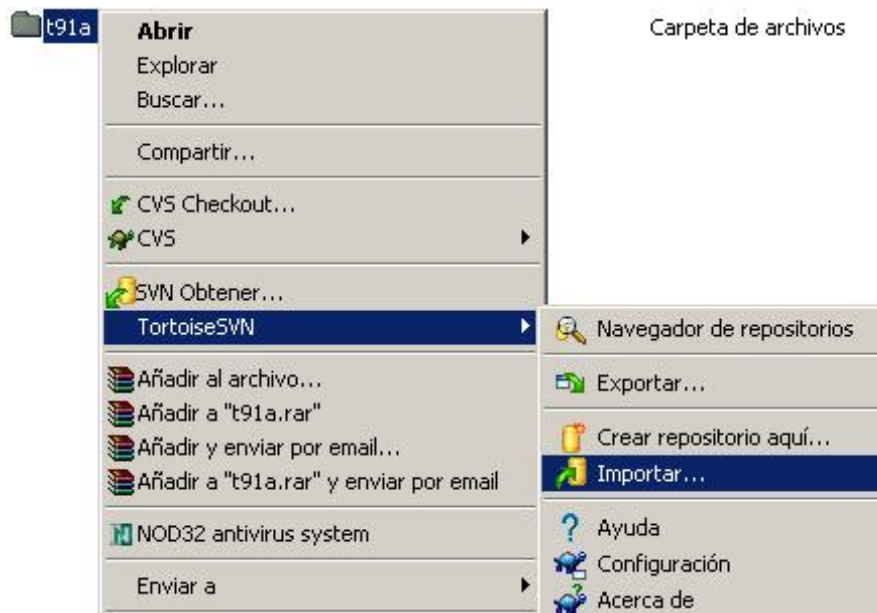 t91a
Carpeta de archivos
Abrir
Explorar
Buscar...
Compartir...
CVS Checkout...
CVS
SVN Obtener...
TortoiseSVN
Añadir al archivo...
Añadir a "t91a.rar"
Añadir y enviar por email...
Añadir a "t91a.rar" y enviar por email
NOD32 antivirus system
Enviar a
Navegador de repositorios
Exportar...
Crear repositorio aquí...
Importar...
Ayuda
Configuración
Acerca de